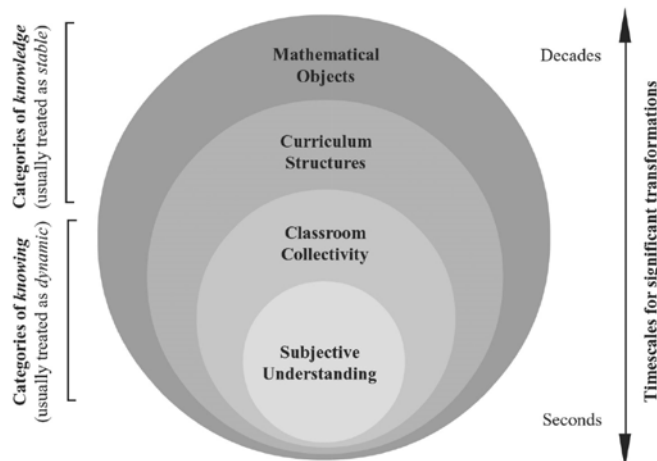 Categories of knowledge
(usually treated as stable)
Categories of knowing
(usually treated as dynamic)
Mathematical
Objects
Curriculum
Structures
Classroom
Collectivity
Subjective
Understanding
Decades
Seconds
Timescales for significant transformations